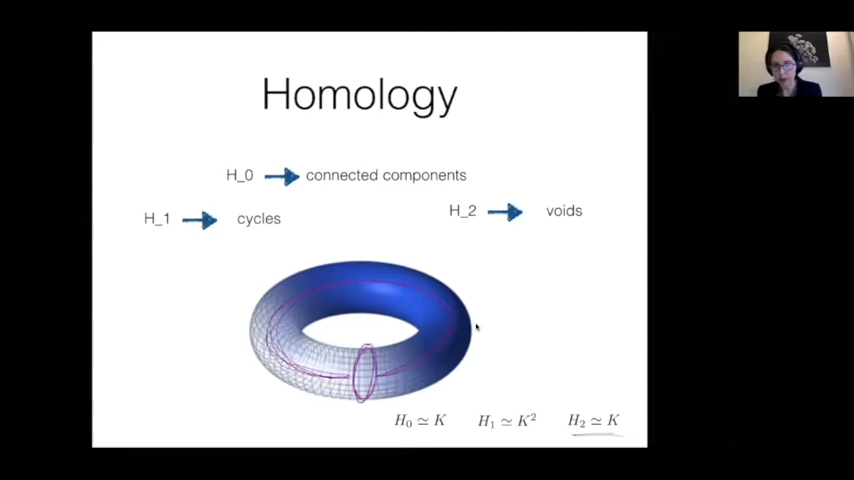 Homology
H_0 connected components
H_1 cycles
H_2 voids
H₀ ≃ K H₁ ≃ K² H₂ ≃ K